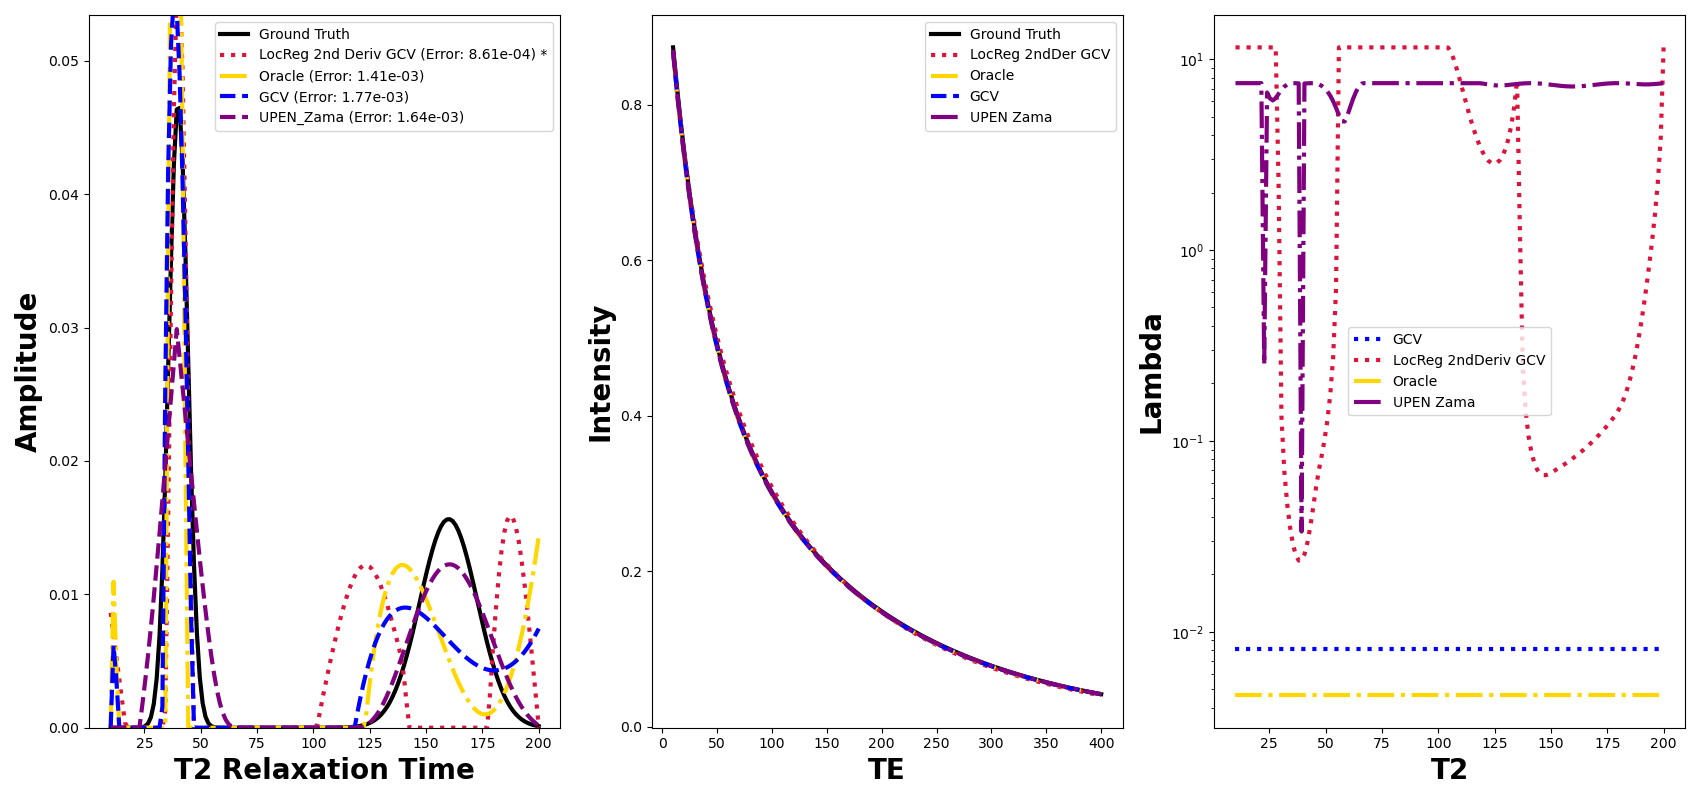 Amplitude
0.05
0.04
0.03
0.02
0.01
0.00
Ground Truth
LocReg 2nd Deriv GCV (Error: 8.61e-04) *
Oracle (Error: 1.41e-03)
GCV (Error: 1.77e-03)
UPEN_Zama (Error: 1.64e-03)
25 50 75 100 125 150 175 200
T2 Relaxation Time
Intensity
0.8
0.6
0.4
0.2
0.0
Ground Truth
LocReg 2ndDer GCV
Oracle
GCV
UPEN Zama
0 50 100 150 200 250 300 350 400
TE
Lambda
10¹
10⁰
10⁻¹
10⁻²
GCV
LocReg 2ndDeriv GCV
Oracle
UPEN Zama
25 50 75 100 125 150 175 200
T2